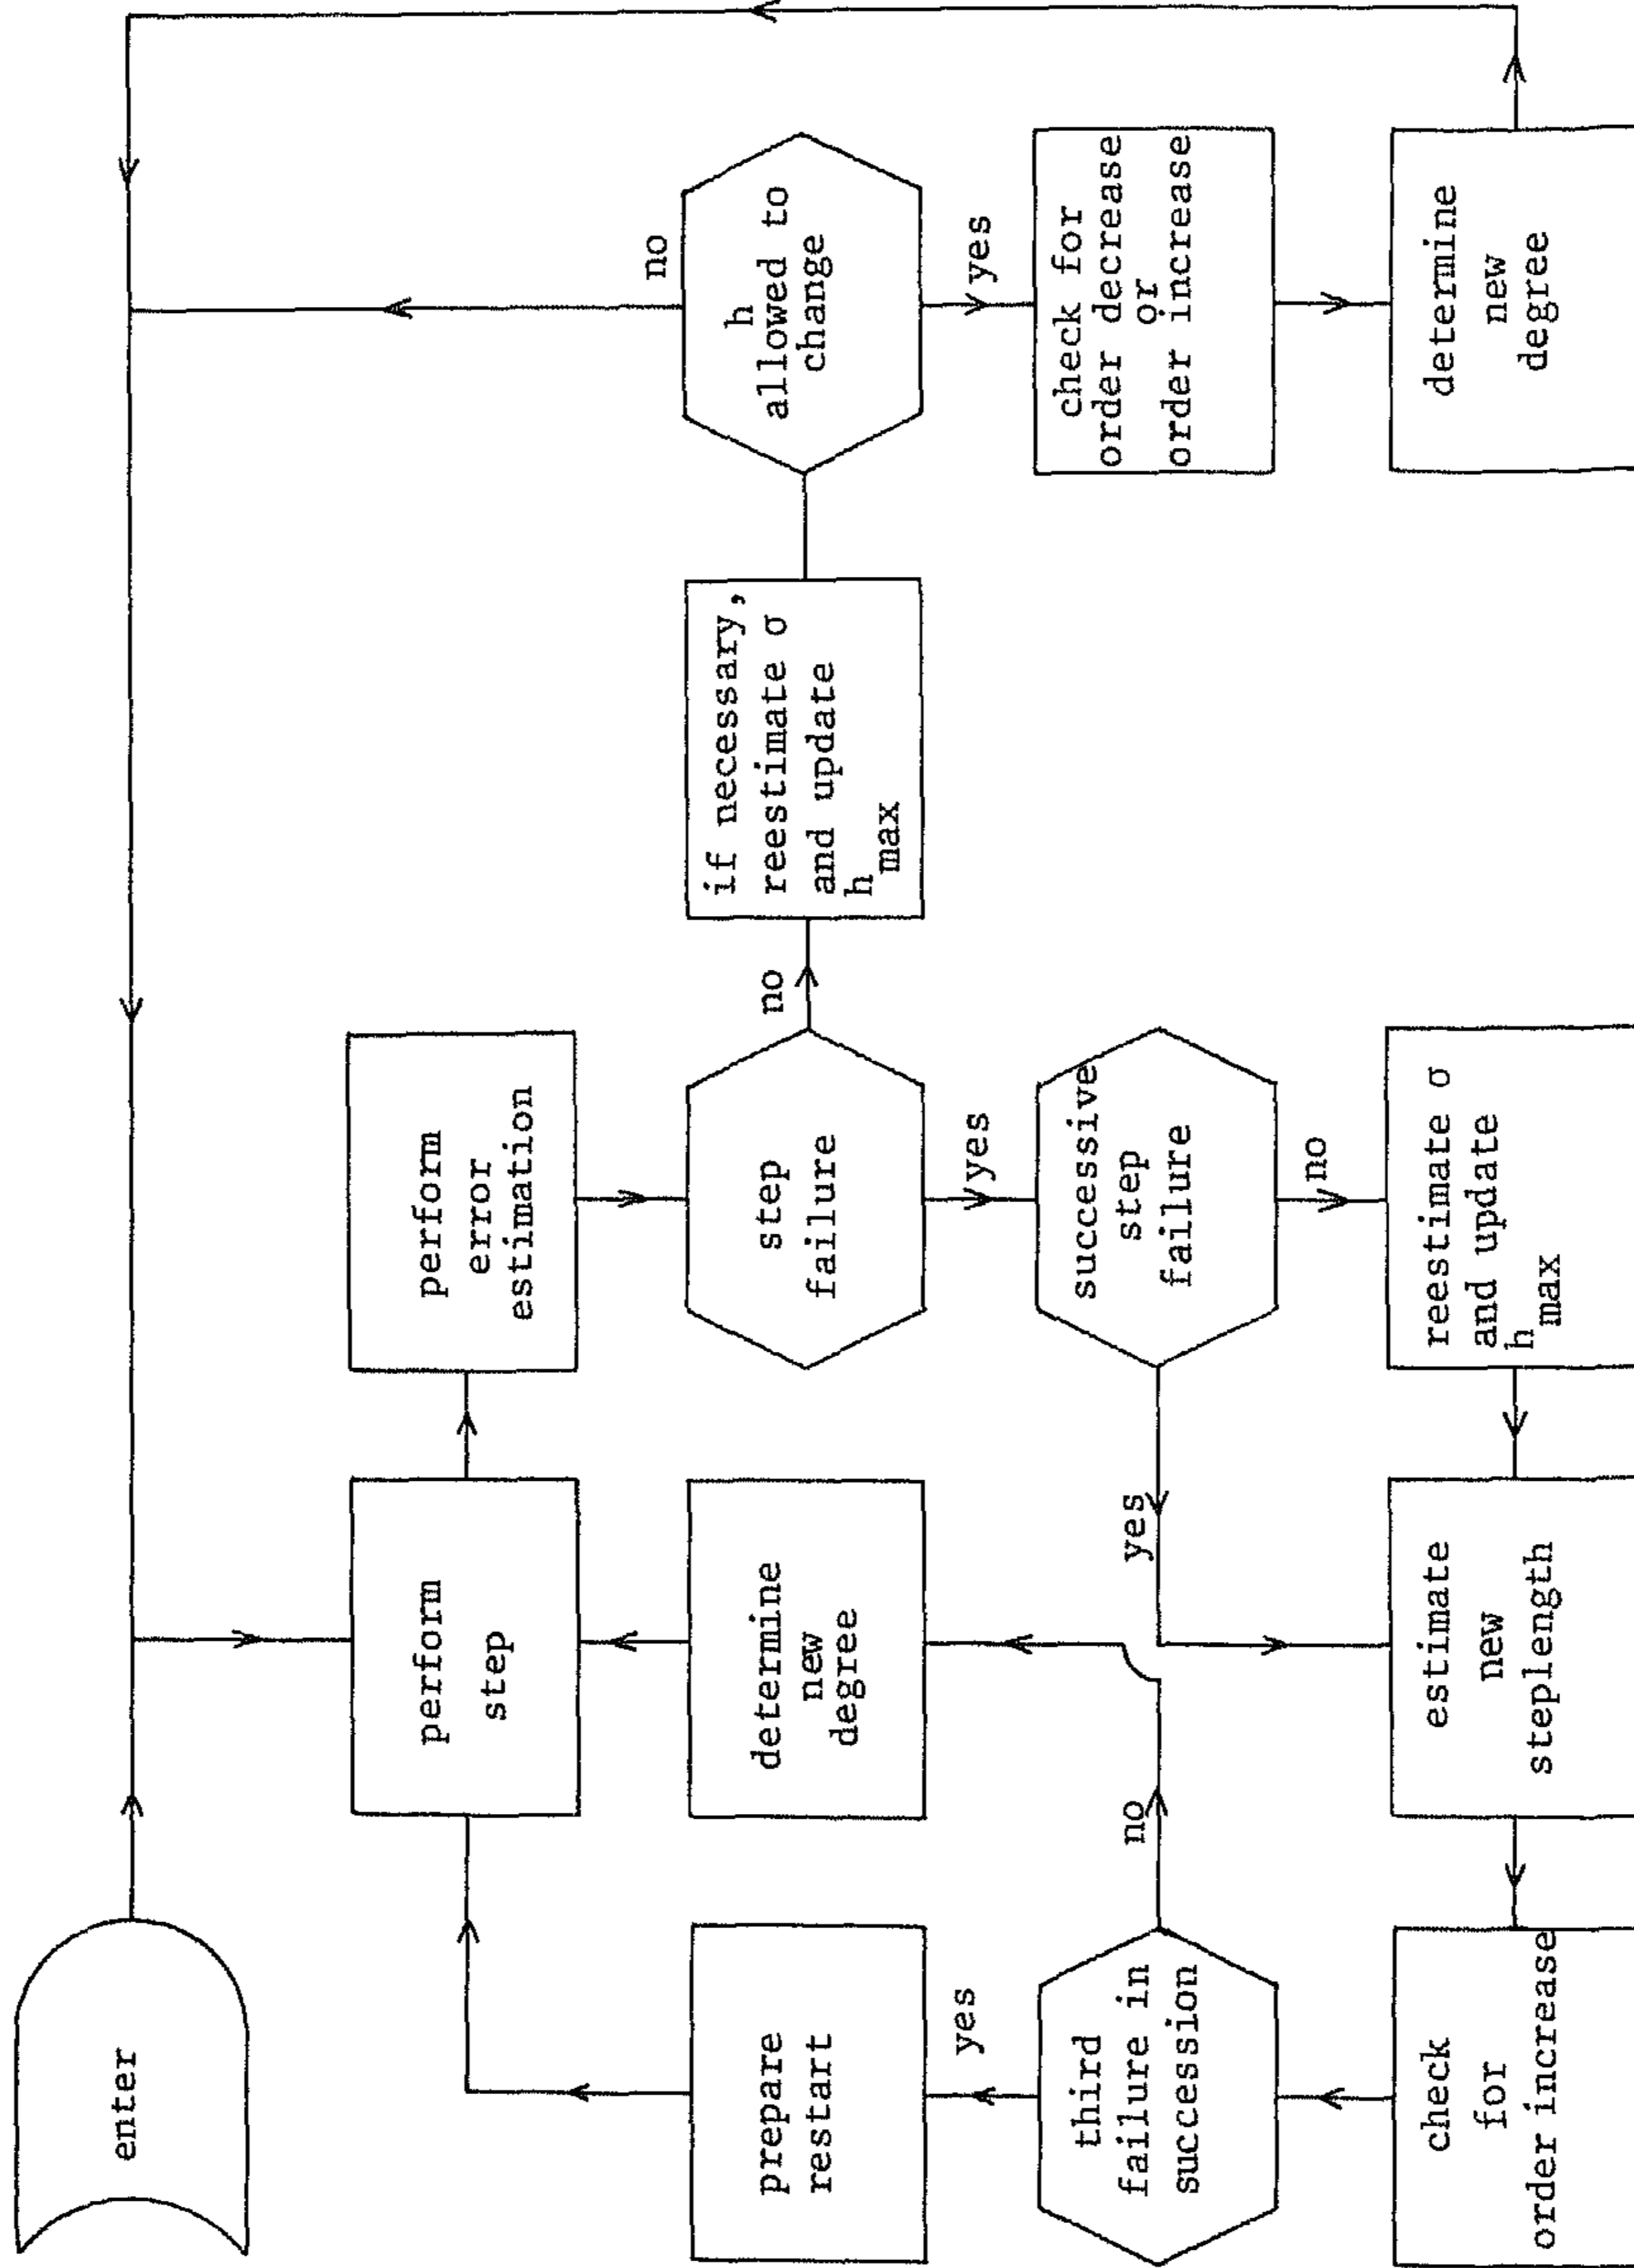 enter
perform
step
perform
error
estimation
prepare
restart
determine
new
degree
step
failure
no
if necessary,
reestimate σ
and update
h max
h
allowed to
change
no
yes
yes
yes
third
failure in
succession
no
yes
successive
step
failure
check for
order decrease
or
order increase
no
check
for
order increase
estimate
new
steplength
reestimate σ
and update
h max
determine
new
degree